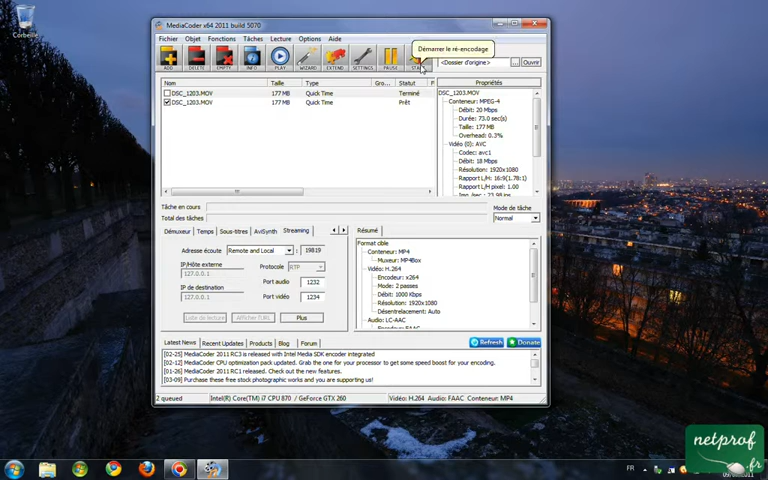 Corbeille
MediaCoder x64 2011 build 5070
Fichier Objet Fonctions Tâches Lecture Options Aide
Démarrer le ré-encodage
ADD DELETE EMPTY INFO PLAY WIZARD EXTEND SETTINGS PAUSE
<Dossier d'origine> ... Ouvrir
Nom Taille Type Gro... Statut F
DSC_1203.MOV 177 MB Quick Time Terminé
DSC_1203.MOV 177 MB Quick Time Prêt
Propriétés
DSC_1203.MOV
Conteneur: MPEG-4
Débit: 20 Mbps
Durée: 73.0 sec(s)
Taille: 177 MB
Overhead: 0.3%
Vidéo (0): AVC
Codec: avc1
Débit: 18 Mbps
Résolution: 1920x1080
Rapport L/H: 16:9(1.78:1)
Rapport L/H pixel: 1.00
Tâche en cours
Total des tâches
Mode de tâche
Normal
Démuxeur Temps Sous-titres AviSynth Streaming
Adresse écoute Remote and Local : 19819
IP/Hôte externe
127.0.0.1
Protocole RTP
IP de destination
127.0.0.1
Port audio 1232
Port vidéo 1234
Liste de lecture Afficher l'URL Plus
Résumé
Format cible
Conteneur: MP4
Muxeur: MP4Box
Vidéo: H.264
Encodeur: x264
Mode: 2 passes
Débit: 1000 Kbps
Résolution: 1920x1080
Désentrelacement: Auto
Audio: LC-AAC
Latest News Recent Updates Products Blog Forum
Refresh Donate
[02-25] MediaCoder 2011 RC3 is released with Intel Media SDK encoder integrated
[02-12] MediaCoder CPU optimization pack updated. Grab the one for your processor to get some speed boost for your encoding.
[01-26] MediaCoder 2011 RC1 released. Check out the new features.
[03-09] Purchase these free stock photographic works and you are supporting us!
2 queued Intel(R) Core(TM) i7 CPU 870 / GeForce GTX 260 Vidéo: H.264 Audio: FAAC Conteneur: MP4
FR
netprof
.fr